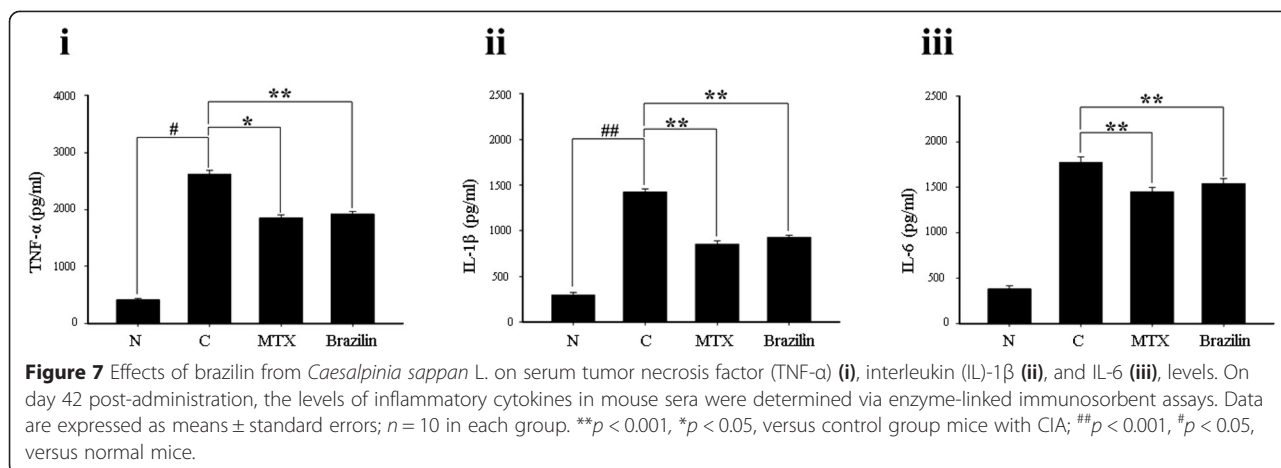 i
ii
iii
TNF-α (pg/ml)
4000
3000
2000
1000
0
#
*
**
N C MTX Brazilin
IL-1β (pg/ml)
2500
2000
1500
1000
500
0
##
**
**
N C MTX Brazilin
IL-6 (pg/ml)
2500
2000
1500
1000
500
0
**
**
N C MTX Brazilin
Figure 7 Effects of brazilin from Caesalpinia sappan L. on serum tumor necrosis factor (TNF-α) (i), interleukin (IL)-1β (ii), and IL-6 (iii), levels. On
day 42 post-administration, the levels of inflammatory cytokines in mouse sera were determined via enzyme-linked immunosorbent assays. Data
are expressed as means ± standard errors; n = 10 in each group. **p < 0.001, *p < 0.05, versus control group mice with CIA; ##p < 0.001, #p < 0.05,
versus normal mice.